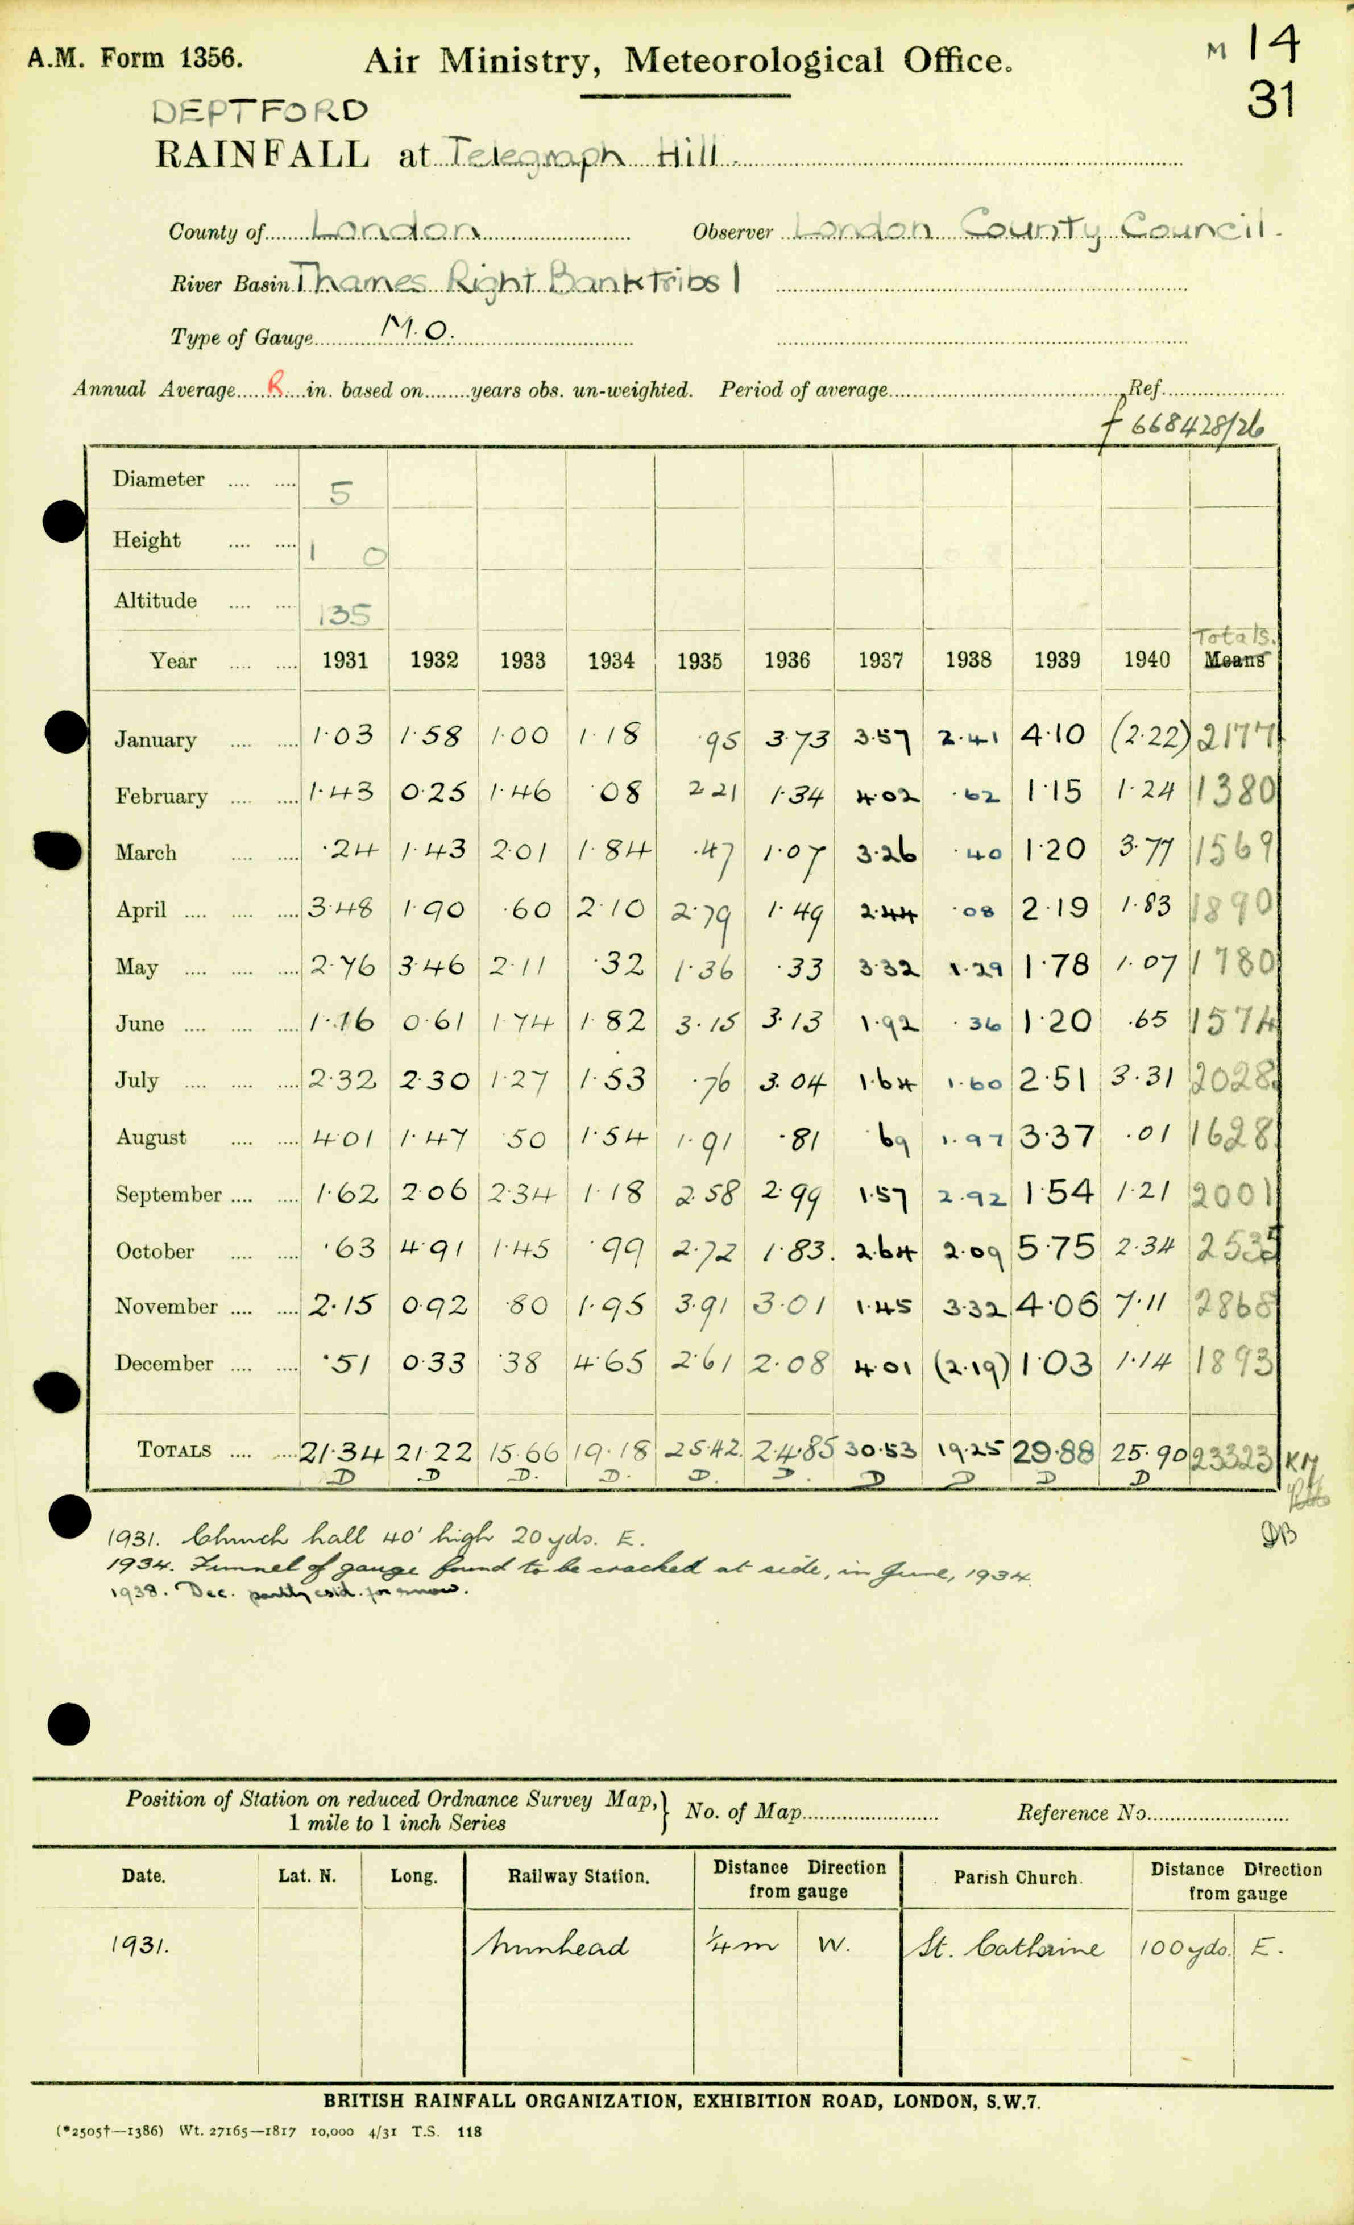 A.M. Form 1356. Air Ministry, Meteorological Office. M 14
31
DEPTFORD
RAINFALL at Telegraph Hill
County of London Observer London County Council.
River Basin Thames Right Bank Tribs 1
Type of Gauge M.O.
Annual Average R in. based on years obs. un-weighted. Period of average Ref.
f 668428/26
Diameter 5
Height 1 0
Altitude 135
Totals.
Year 1931 1932 1933 1934 1935 1936 1937 1938 1939 1940 Means
January 1.03 1.58 1.00 1.18 .95 3.73 3.57 2.41 4.10 (2.22) 2177
February 1.43 0.25 1.46 .08 2.21 1.34 4.02 .62 1.15 1.24 1380
March .24 1.43 2.01 1.84 .47 1.07 3.26 .40 1.20 3.77 1569
April 3.48 1.90 .60 2.10 2.79 1.49 2.44 .08 2.19 1.83 1890
May 2.76 3.46 2.11 .32 1.36 .33 3.32 1.29 1.78 1.07 1780
June 1.16 0.61 1.74 1.82 3.15 3.13 1.92 .36 1.20 .65 1574
July 2.32 2.30 1.27 1.53 .76 3.04 1.64 1.60 2.51 3.31 2028
August 4.01 1.47 .50 1.54 1.91 .81 .69 1.97 3.37 .01 1628
September 1.62 2.06 2.34 1.18 2.58 2.99 1.57 2.92 1.54 1.21 2001
October .63 4.91 1.45 .99 2.72 1.83. 2.64 2.09 5.75 2.34 2535
November 2.15 0.92 .80 1.95 3.91 3.01 1.45 3.32 4.06 7.11 2868
December .51 0.33 .38 4.65 2.61 2.08 4.01 (2.19) 1.03 1.14 1893
TOTALS 21.34 21.22 15.66 19.18 25.42 24.85 30.53 19.25 29.88 25.90 23323 KM
D D D. D. D. D. D D D D
DB
1931. Church hall 40' high 20 yds. E.
1934. Funnel of gauge found to be cracked at side, in June, 1934.
1938. Dec. partly estd. for snow.
Position of Station on reduced Ordnance Survey Map, } No. of Map Reference No.
1 mile to 1 inch Series
Date. Lat. N. Long. Railway Station. Distance Direction from gauge Parish Church. Distance Direction from gauge
1931. Nunhead ¼ m W. St. Catherine 100 yds. E.
BRITISH RAINFALL ORGANIZATION, EXHIBITION ROAD, LONDON, S.W.7.
(*2505†—1386) Wt. 27165—1817 10,000 4/31 T.S. 118